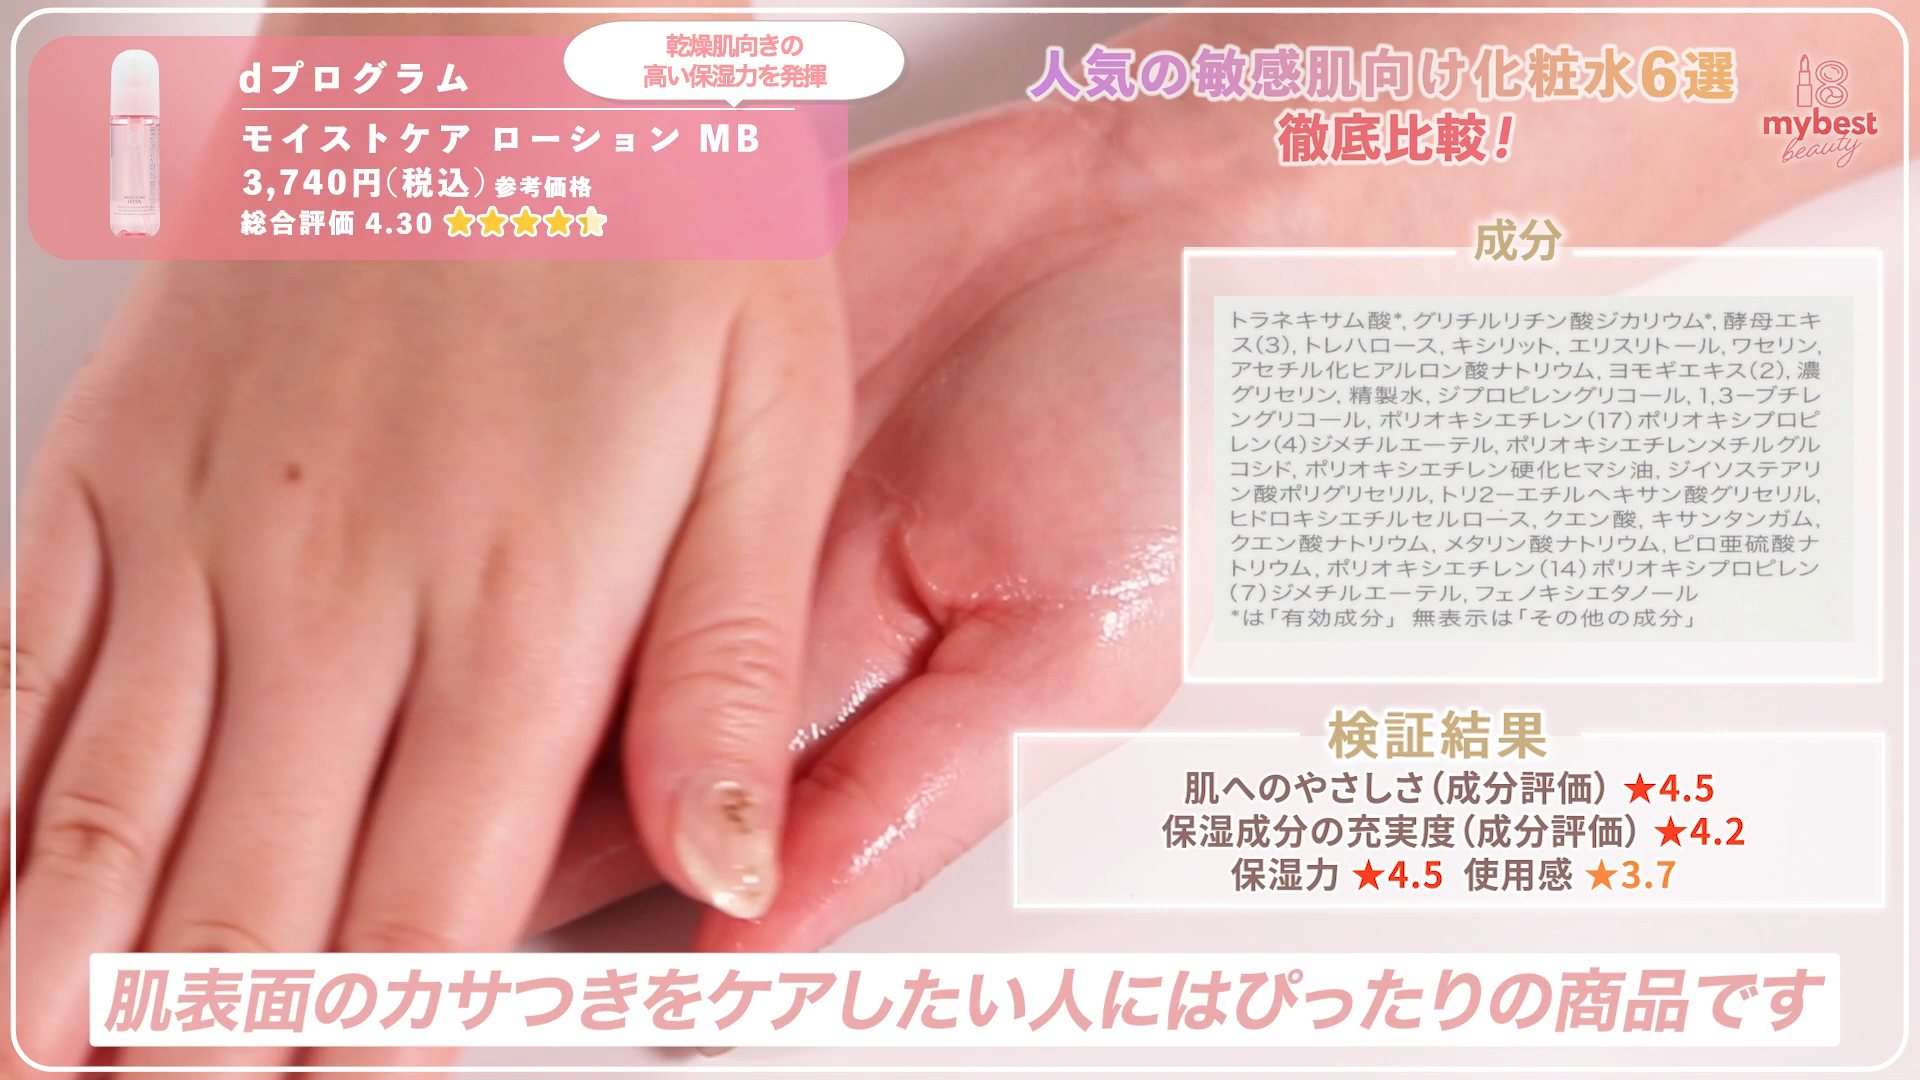 乾燥肌向きの
高い保湿力を発揮
dプログラム
モイストケア ローション MB
3,740円(税込)参考価格
総合評価 4.30
人気の敏感肌向け化粧水6選
徹底比較!
mybest
beauty
成分
トラネキサム酸*, グリチルリチン酸ジカリウム*, 酵母エキ
ス(3), トレハロース, キシリット, エリスリトール, ワセリン,
アセチル化ヒアルロン酸ナトリウム, ヨモギエキス(2), 濃
グリセリン, 精製水, ジプロピレングリコール, 1,3ーブチレ
ングリコール, ポリオキシエチレン(17)ポリオキシプロピ
レン(4)ジメチルエーテル, ポリオキシエチレンメチルグル
コシド, ポリオキシエチレン硬化ヒマシ油, ジイソステアリ
ン酸ポリグリセリル, トリ2ーエチルヘキサン酸グリセリル,
ヒドロキシエチルセルロース, クエン酸, キサンタンガム,
クエン酸ナトリウム, メタリン酸ナトリウム, ピロ亜硫酸ナ
トリウム, ポリオキシエチレン(14)ポリオキシプロピレン
(7)ジメチルエーテル, フェノキシエタノール
*は「有効成分」 無表示は「その他の成分」
検証結果
肌へのやさしさ(成分評価) ★4.5
保湿成分の充実度(成分評価) ★4.2
保湿力 ★4.5 使用感 ★3.7
肌表面のカサつきをケアしたい人にはぴったりの商品です